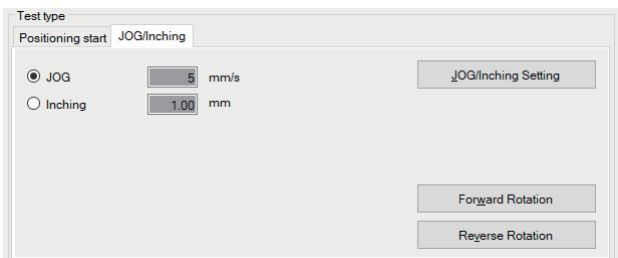 Test type
Positioning start JOG/Inching
JOG 5 mm/s JOG/Inching Setting
Inching 1.00 mm
Forward Rotation
Reverse Rotation